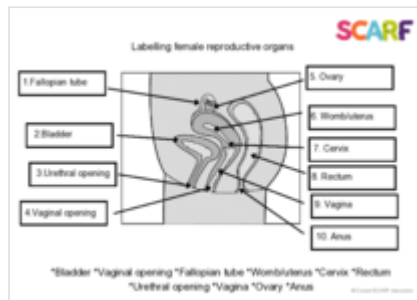 SCARF
Labelling female reproductive organs
1.Fallopian tube
2.Bladder
3.Urethral opening
4.Vaginal opening
5. Ovary
6. Womb/uterus
7. Cervix
8. Rectum
9. Vagina
10. Anus
*Bladder *Vaginal opening *Fallopian tube *Womb/uterus *Cervix *Rectum
*Urethral opening *Vagina *Ovary *Anus